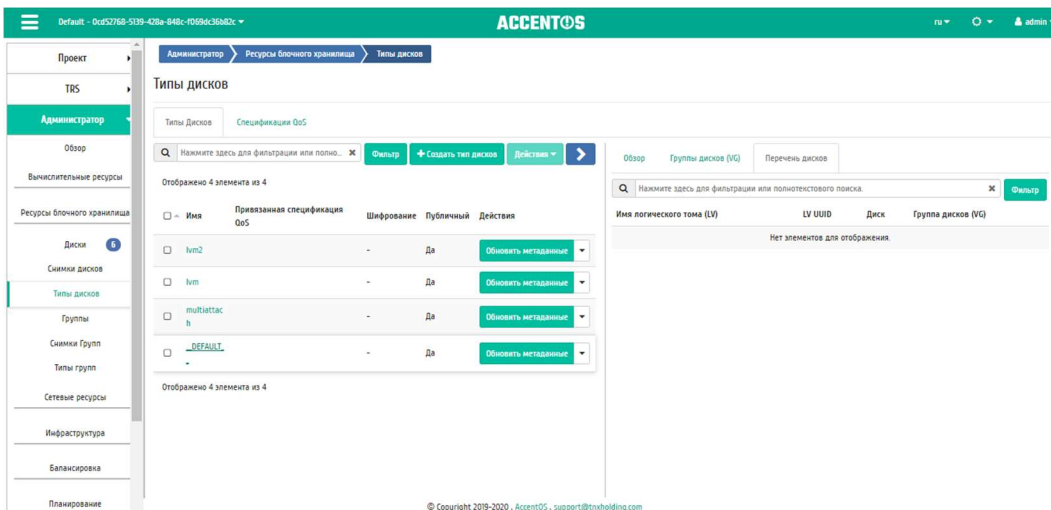 Default - 0cd52768-5139-428a-848c-f069dc36b82c
ACCENTOS
ru
admin
Проект
TRS
Администратор
Обзор
Вычислительные ресурсы
Ресурсы блочного хранилища
Диски 6
Снимки дисков
Типы дисков
Группы
Снимки Групп
Типы групп
Сетевые ресурсы
Инфраструктура
Балансировка
Планирование
Администратор Ресурсы блочного хранилища Типы дисков
Типы дисков
Типы Дисков Спецификации QoS
Нажмите здесь для фильтрации или полно... Фильтр + Создать тип дисков Действия
Отображено 4 элемента из 4
Имя Привязанная спецификация QoS Шифрование Публичный Действия
lvm2 - Да Обновить метаданные
lvm - Да Обновить метаданные
multiattac
h - Да Обновить метаданные
__DEFAULT_
_ - Да Обновить метаданные
Отображено 4 элемента из 4
Обзор Группы дисков (VG) Перечень дисков
Нажмите здесь для фильтрации или полнотекстового поиска. Фильтр
Имя логического тома (LV) LV UUID Диск Группа дисков (VG)
Нет элементов для отображения.
© Copyright 2019-2020 , AccentOS , support@tnxholding.com